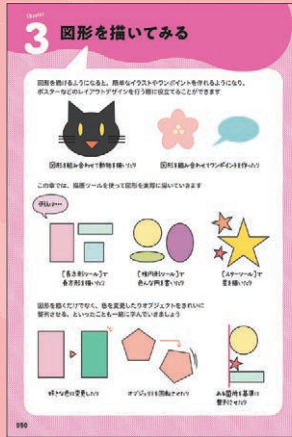 Chapter
3 図形を描いてみる
図形を描けるようになると、簡単なイラストやワンポイントを作れるようになり、
ポスターなどのレイアウトデザインを行う際に役立てることができます
図形を組み合わせて動物を描いたり
図形を組み合わせてワンポイントを作ったり
この章では、描画ツールを使って図形を実際に描いていきます
例えば…
[長方形ツール]で
長方形を描いたり
[楕円形ツール]で
色んな円を書いたり
[スターツール]で
星を描いたり
図形を描くだけでなく、色を変更したりオブジェクトをきれいに
整列させる、といったことも一緒に学んでいきましょう
好きな色に変更したり
オブジェクトを回転させたり
ある箇所を基準に
整列させたり